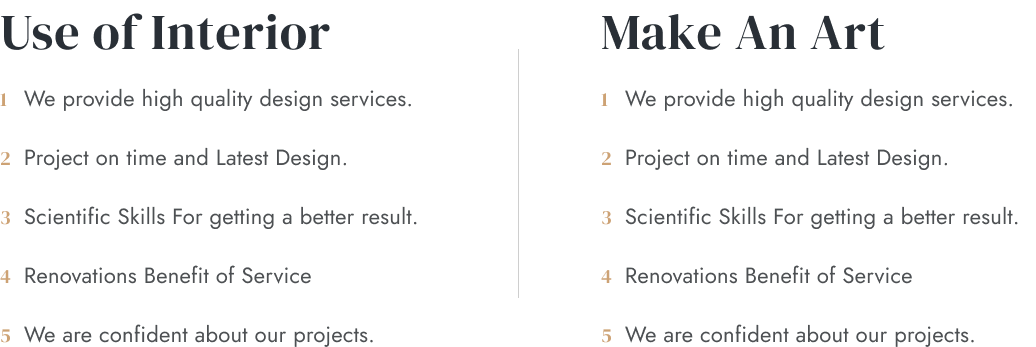 Use of Interior
1 We provide high quality design services.
2 Project on time and Latest Design.
3 Scientific Skills For getting a better result.
4 Renovations Benefit of Service
5 We are confident about our projects.
Make An Art
1 We provide high quality design services.
2 Project on time and Latest Design.
3 Scientific Skills For getting a better result.
4 Renovations Benefit of Service
5 We are confident about our projects.